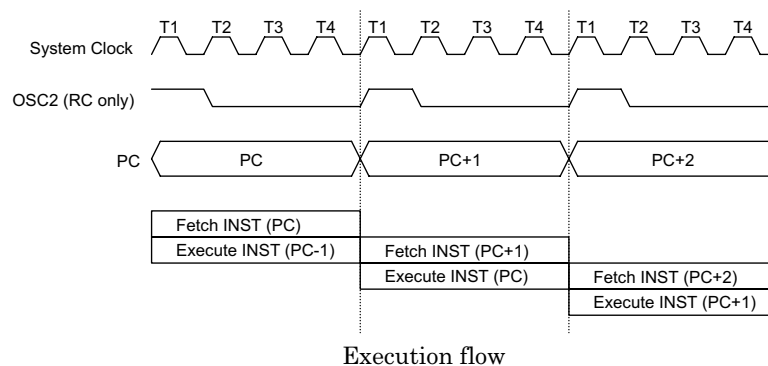 T1 T2 T3 T4 T1 T2 T3 T4 T1 T2 T3 T4
System Clock
OSC2 (RC only)
PC PC PC+1 PC+2
Fetch INST (PC)
Execute INST (PC-1) Fetch INST (PC+1)
Execute INST (PC) Fetch INST (PC+2)
Execute INST (PC+1)
Execution flow